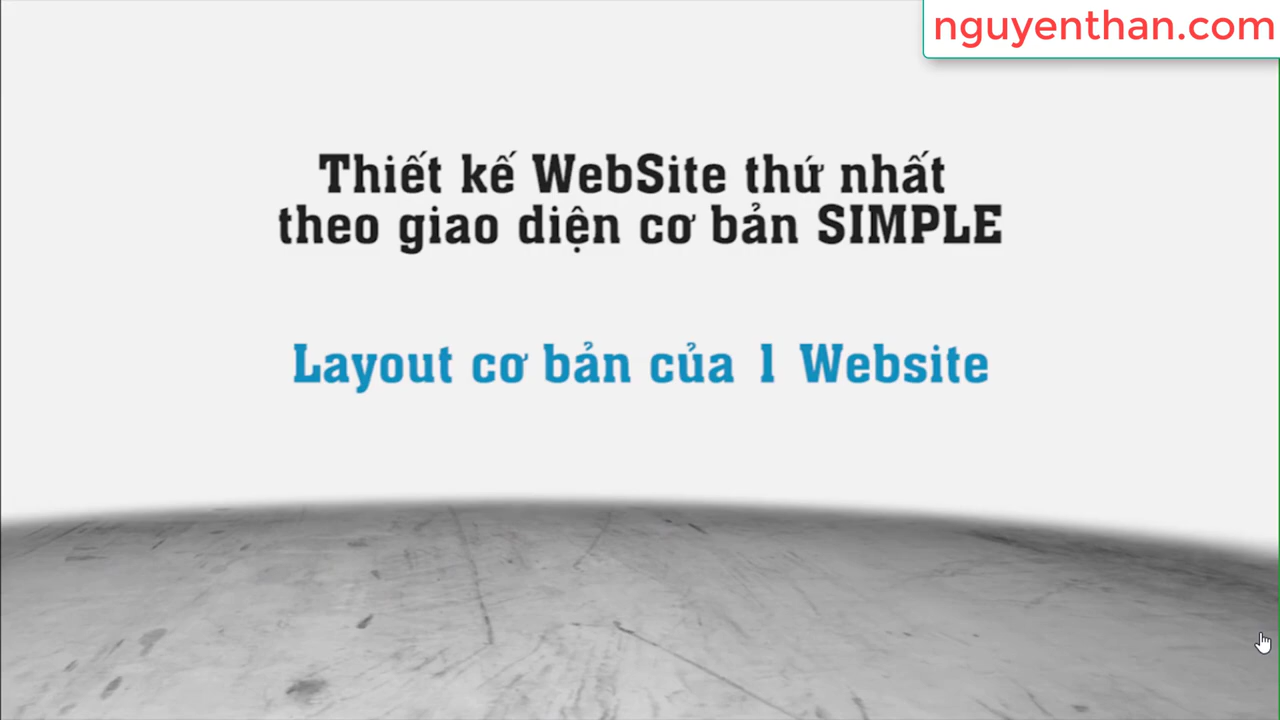 nguyenthan.com
Thiết kế WebSite thứ nhất
theo giao diện cơ bản SIMPLE
Layout cơ bản của 1 Website